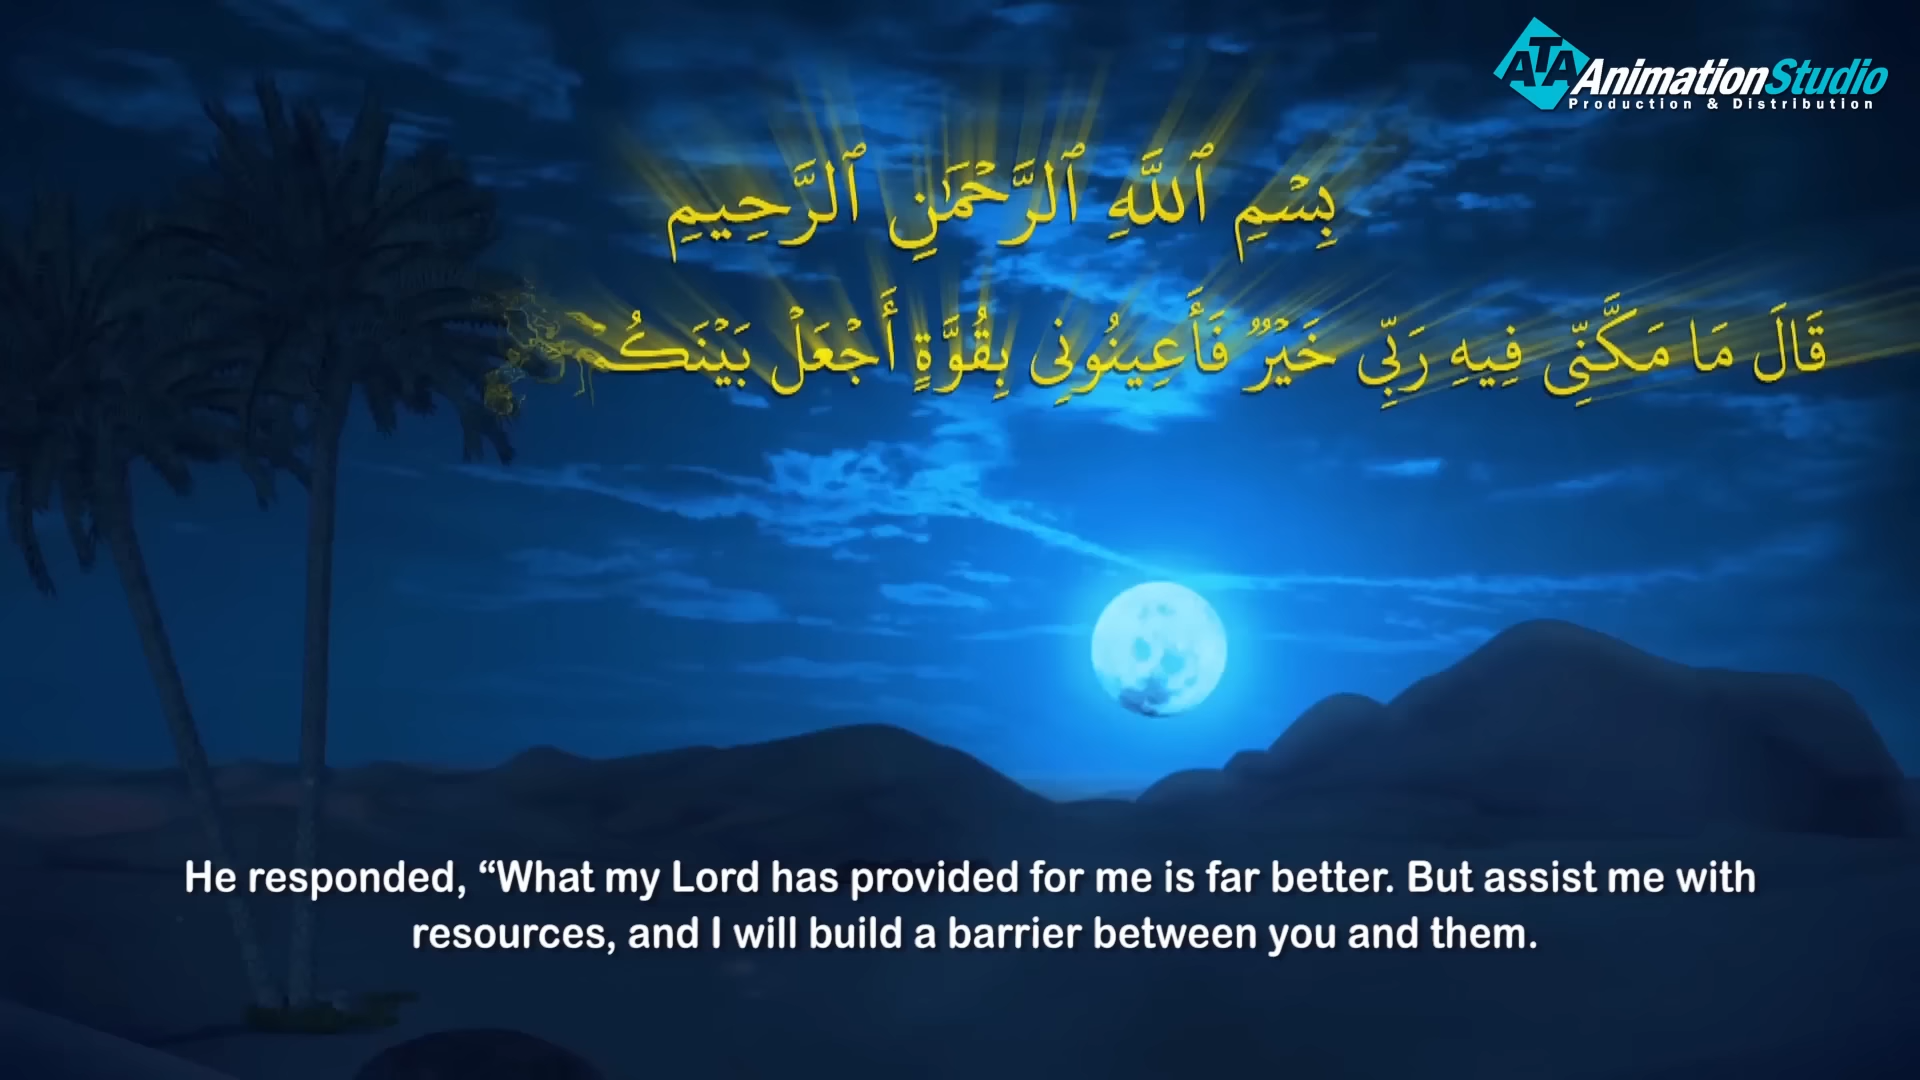 ATA AnimationStudio
Production & Distribution
بِسْمِ ٱللَّهِ ٱلرَّحْمَٰنِ ٱلرَّحِيمِ
قَالَ مَا مَكَّنِّى فِيهِ رَبِّى خَيْرٌ فَأَعِينُونِى بِقُوَّةٍ أَجْعَلْ بَيْنَكُمْ
He responded, “What my Lord has provided for me is far better. But assist me with
resources, and I will build a barrier between you and them.